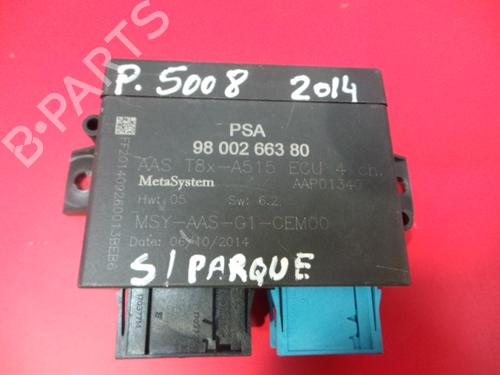 P. 5008 2014
PSA
98 002 663 80
AAS T8x-A515 ECU 4 ch.
MetaSystem AAP01340
Hw: 05 Sw: 6.2
MSY-AAS-G1-CEM00
Date: 06/10/2014
S/PARQUE
B-PARTS